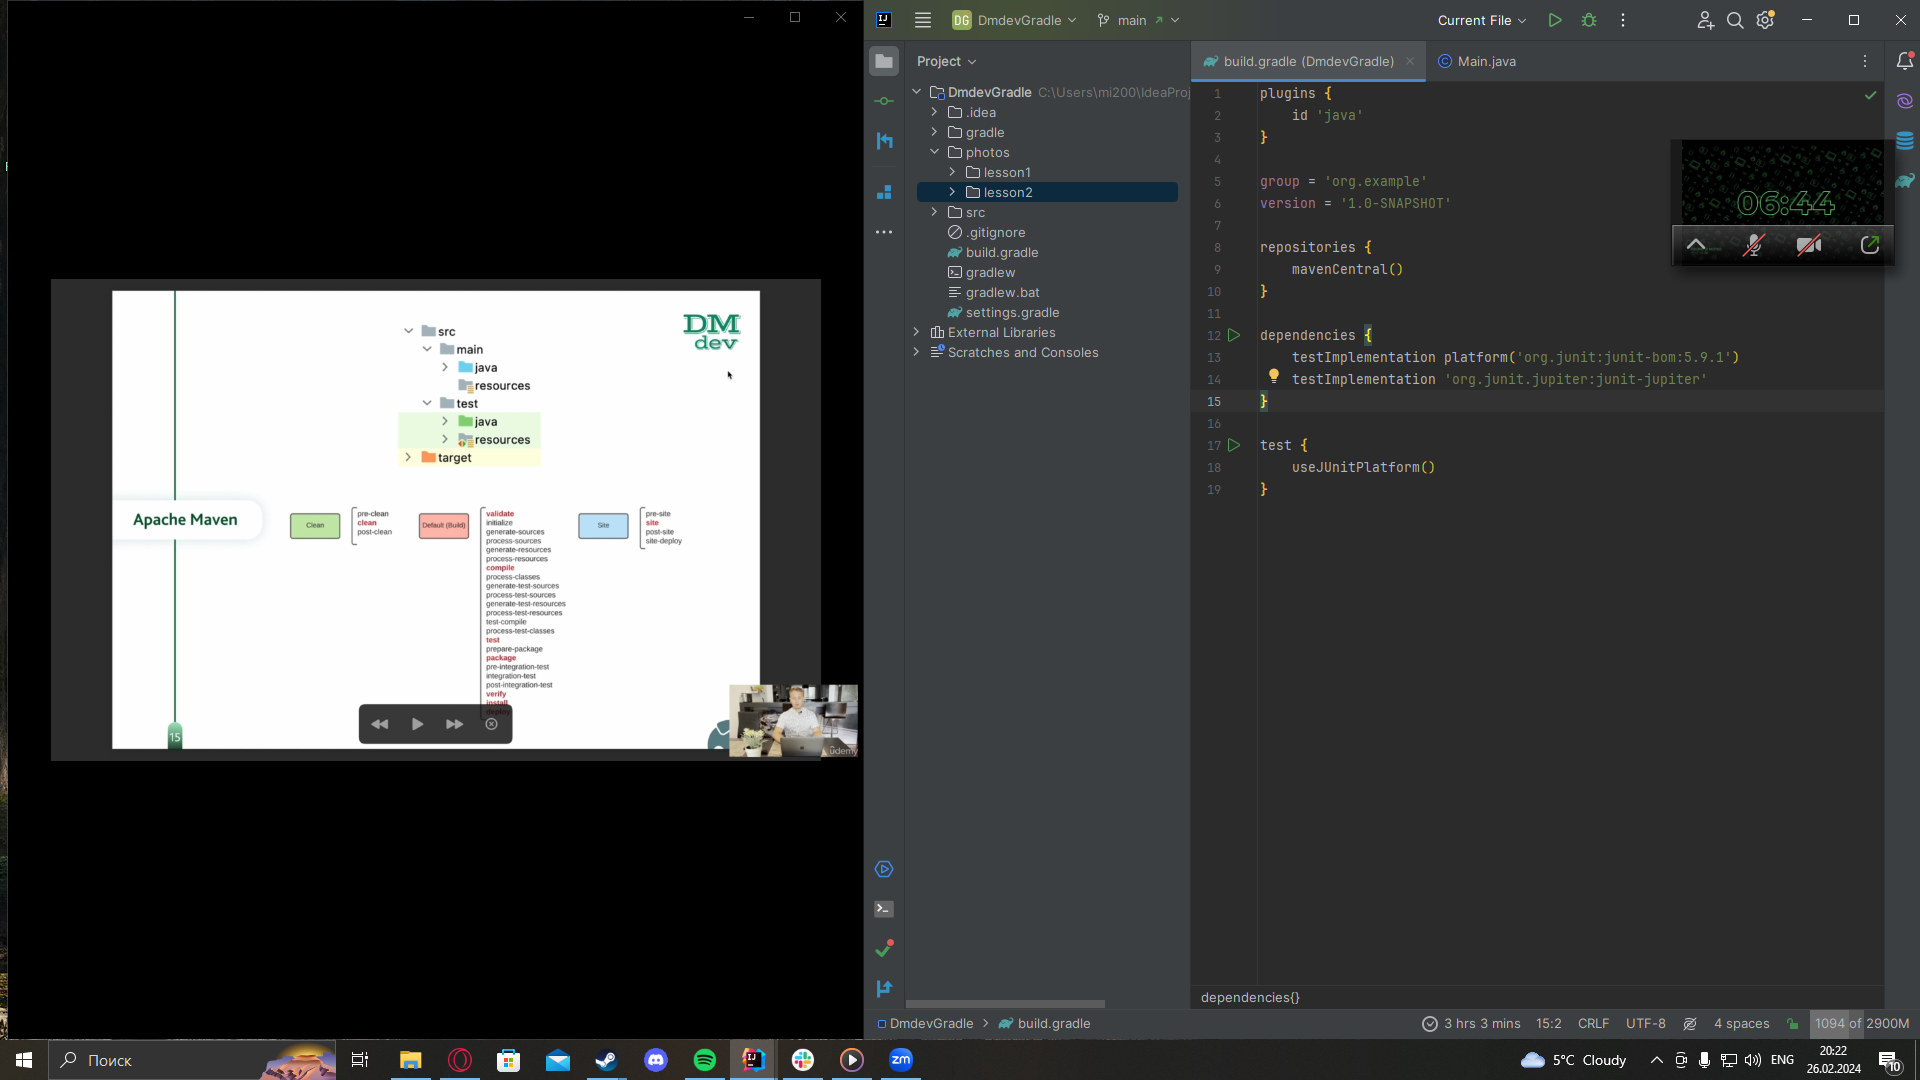 DmdevGradle
main
Current File
Project
build.gradle (DmdevGradle)
Main.java
DmdevGradle C:\Users\mi200\IdeaProj
.idea
gradle
photos
lesson1
lesson2
src
.gitignore
build.gradle
gradlew
gradlew.bat
settings.gradle
External Libraries
Scratches and Consoles
1 plugins {
2 id 'java'
3 }
4
5 group = 'org.example'
6 version = '1.0-SNAPSHOT'
7
8 repositories {
9 mavenCentral()
10 }
11
12 dependencies {
13 testImplementation platform('org.junit:junit-bom:5.9.1')
14 testImplementation 'org.junit.jupiter:junit-jupiter'
15 }
16
17 test {
18 useJUnitPlatform()
19 }
06:44
src
main
java
resources
test
java
resources
target
DM
dev
Apache Maven
15
Clean
pre-clean
clean
post-clean
Default (Build)
validate
initialize
generate-sources
process-sources
generate-resources
process-resources
compile
process-classes
generate-test-sources
process-test-sources
generate-test-resources
process-test-resources
test-compile
process-test-classes
test
prepare-package
package
pre-integration-test
integration-test
post-integration-test
verify
install
Site
pre-site
site
post-site
site-deploy
udemy
dependencies{}
DmdevGradle
build.gradle
3 hrs 3 mins
15:2
CRLF
UTF-8
4 spaces
1094 of 2900M
Поиск
zm
5°C Cloudy
ENG
20:22
26.02.2024
10